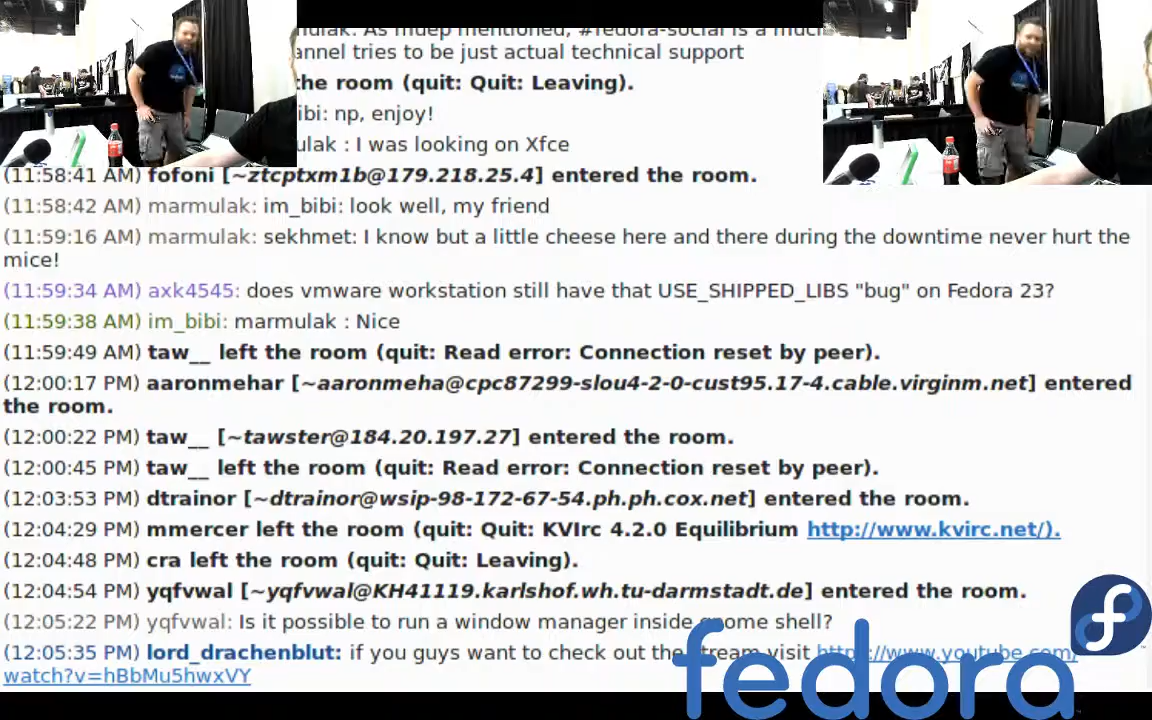 ulak: As mdep mentioned, #fedora-social is a much
annel tries to be just actual technical support
the room (quit: Quit: Leaving).
ibi: np, enjoy!
ulak : I was looking on Xfce
(11:58:41 AM) fofoni [~ztcptxm1b@179.218.25.4] entered the room.
(11:58:42 AM) marmulak: im_bibi: look well, my friend
(11:59:16 AM) marmulak: sekhmet: I know but a little cheese here and there during the downtime never hurt the
mice!
(11:59:34 AM) axk4545: does vmware workstation still have that USE_SHIPPED_LIBS "bug" on Fedora 23?
(11:59:38 AM) im_bibi: marmulak : Nice
(11:59:49 AM) taw__ left the room (quit: Read error: Connection reset by peer).
(12:00:17 PM) aaronmehar [~aaronmeha@cpc87299-slou4-2-0-cust95.17-4.cable.virginm.net] entered
the room.
(12:00:22 PM) taw__ [~tawster@184.20.197.27] entered the room.
(12:00:45 PM) taw__ left the room (quit: Read error: Connection reset by peer).
(12:03:53 PM) dtrainor [~dtrainor@wsip-98-172-67-54.ph.ph.cox.net] entered the room.
(12:04:29 PM) mmercer left the room (quit: Quit: KVIrc 4.2.0 Equilibrium http://www.kvirc.net/).
(12:04:48 PM) cra left the room (quit: Quit: Leaving).
(12:04:54 PM) yqfvwal [~yqfvwal@KH41119.karlshof.wh.tu-darmstadt.de] entered the room.
(12:05:22 PM) yqfvwal: Is it possible to run a window manager inside gnome shell?
(12:05:35 PM) lord_drachenblut: if you guys want to check out the stream visit http://www.youtube.com/
watch?v=hBbMu5hwxVY
fedora